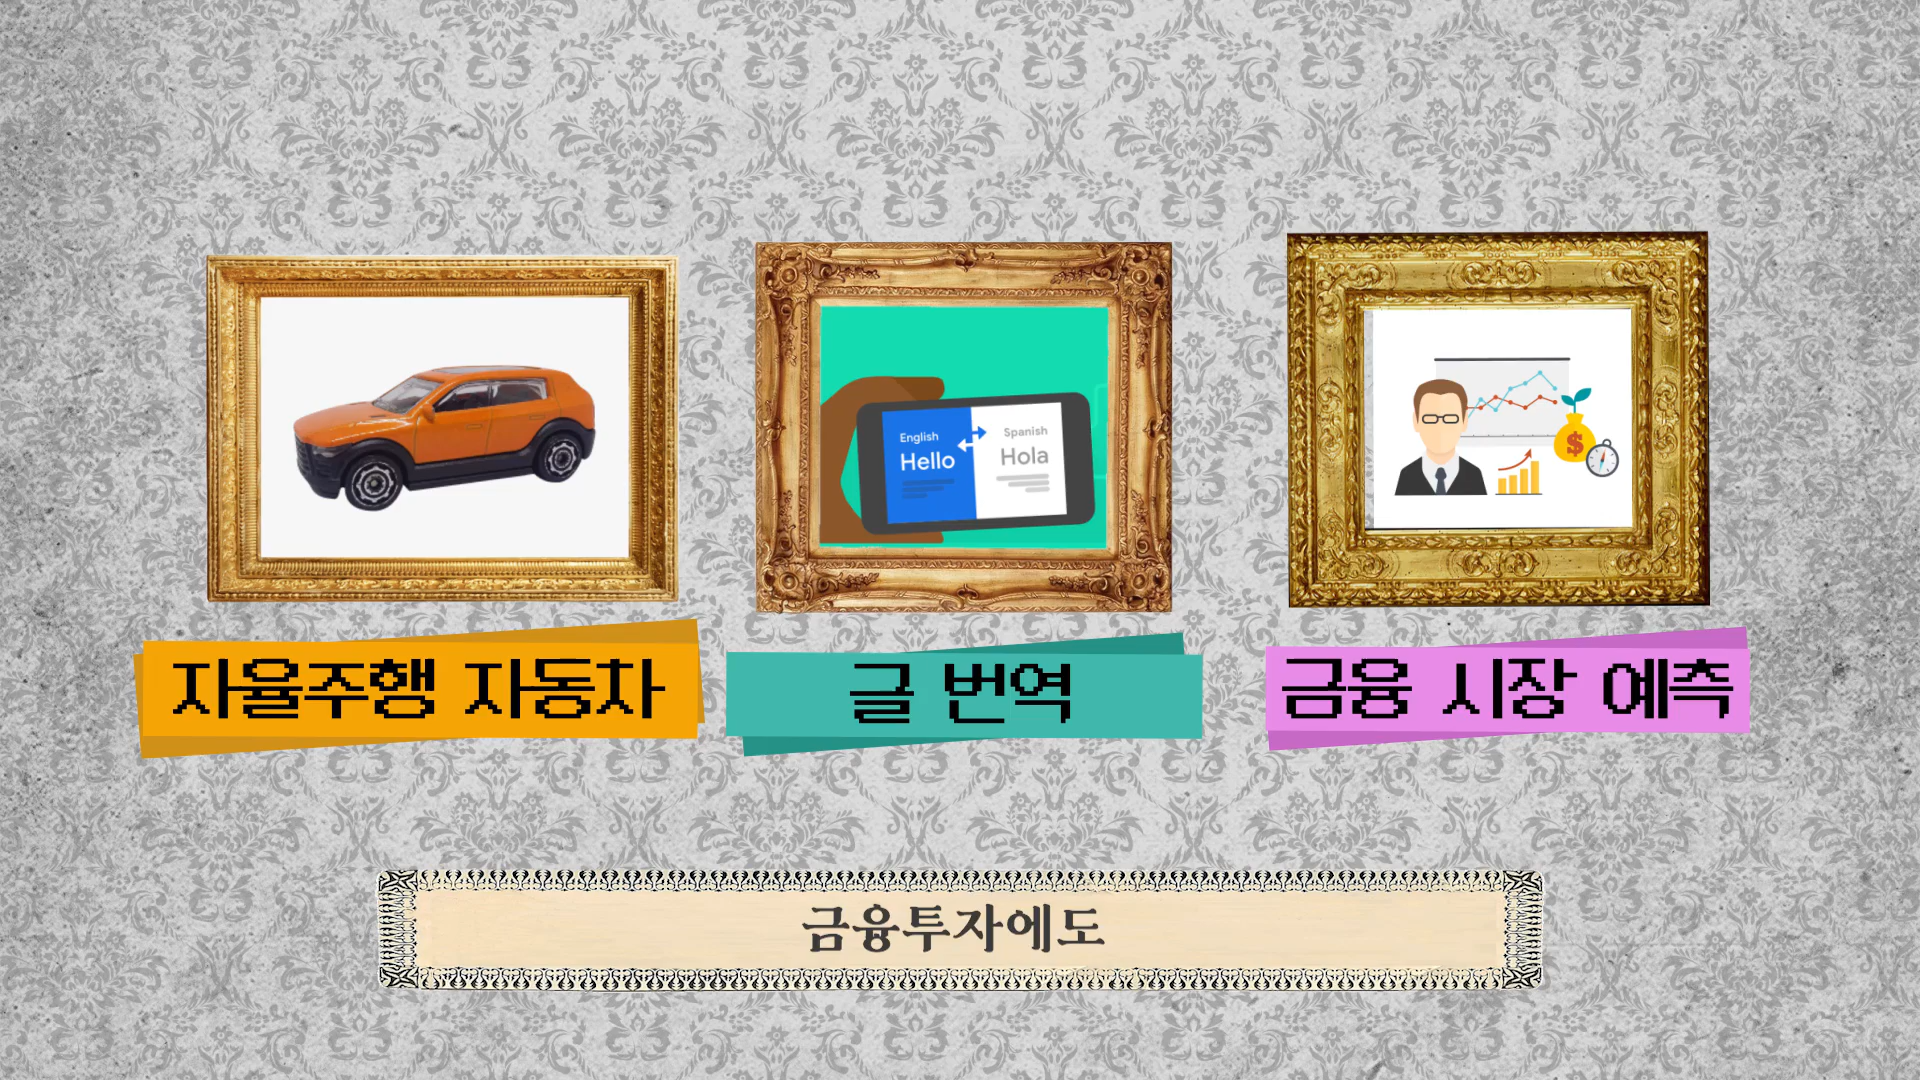 English
Hello
Spanish
Hola
자율주행 자동차
글 번역
금융 시장 예측
금융투자에도